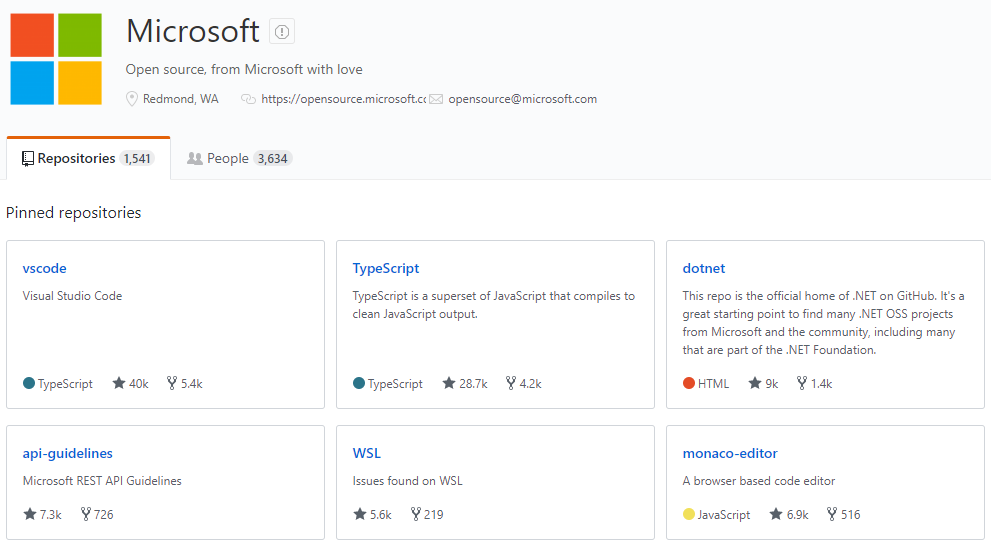 Microsoft
Open source, from Microsoft with love
Redmond, WA https://opensource.microsoft.cc opensource@microsoft.com
Repositories 1,541 People 3,634
Pinned repositories
vscode
Visual Studio Code
TypeScript 40k 5.4k
TypeScript
TypeScript is a superset of JavaScript that compiles to
clean JavaScript output.
TypeScript 28.7k 4.2k
dotnet
This repo is the official home of .NET on GitHub. It's a
great starting point to find many .NET OSS projects
from Microsoft and the community, including many
that are part of the .NET Foundation.
HTML 9k 1.4k
api-guidelines
Microsoft REST API Guidelines
7.3k 726
WSL
Issues found on WSL
5.6k 219
monaco-editor
A browser based code editor
JavaScript 6.9k 516